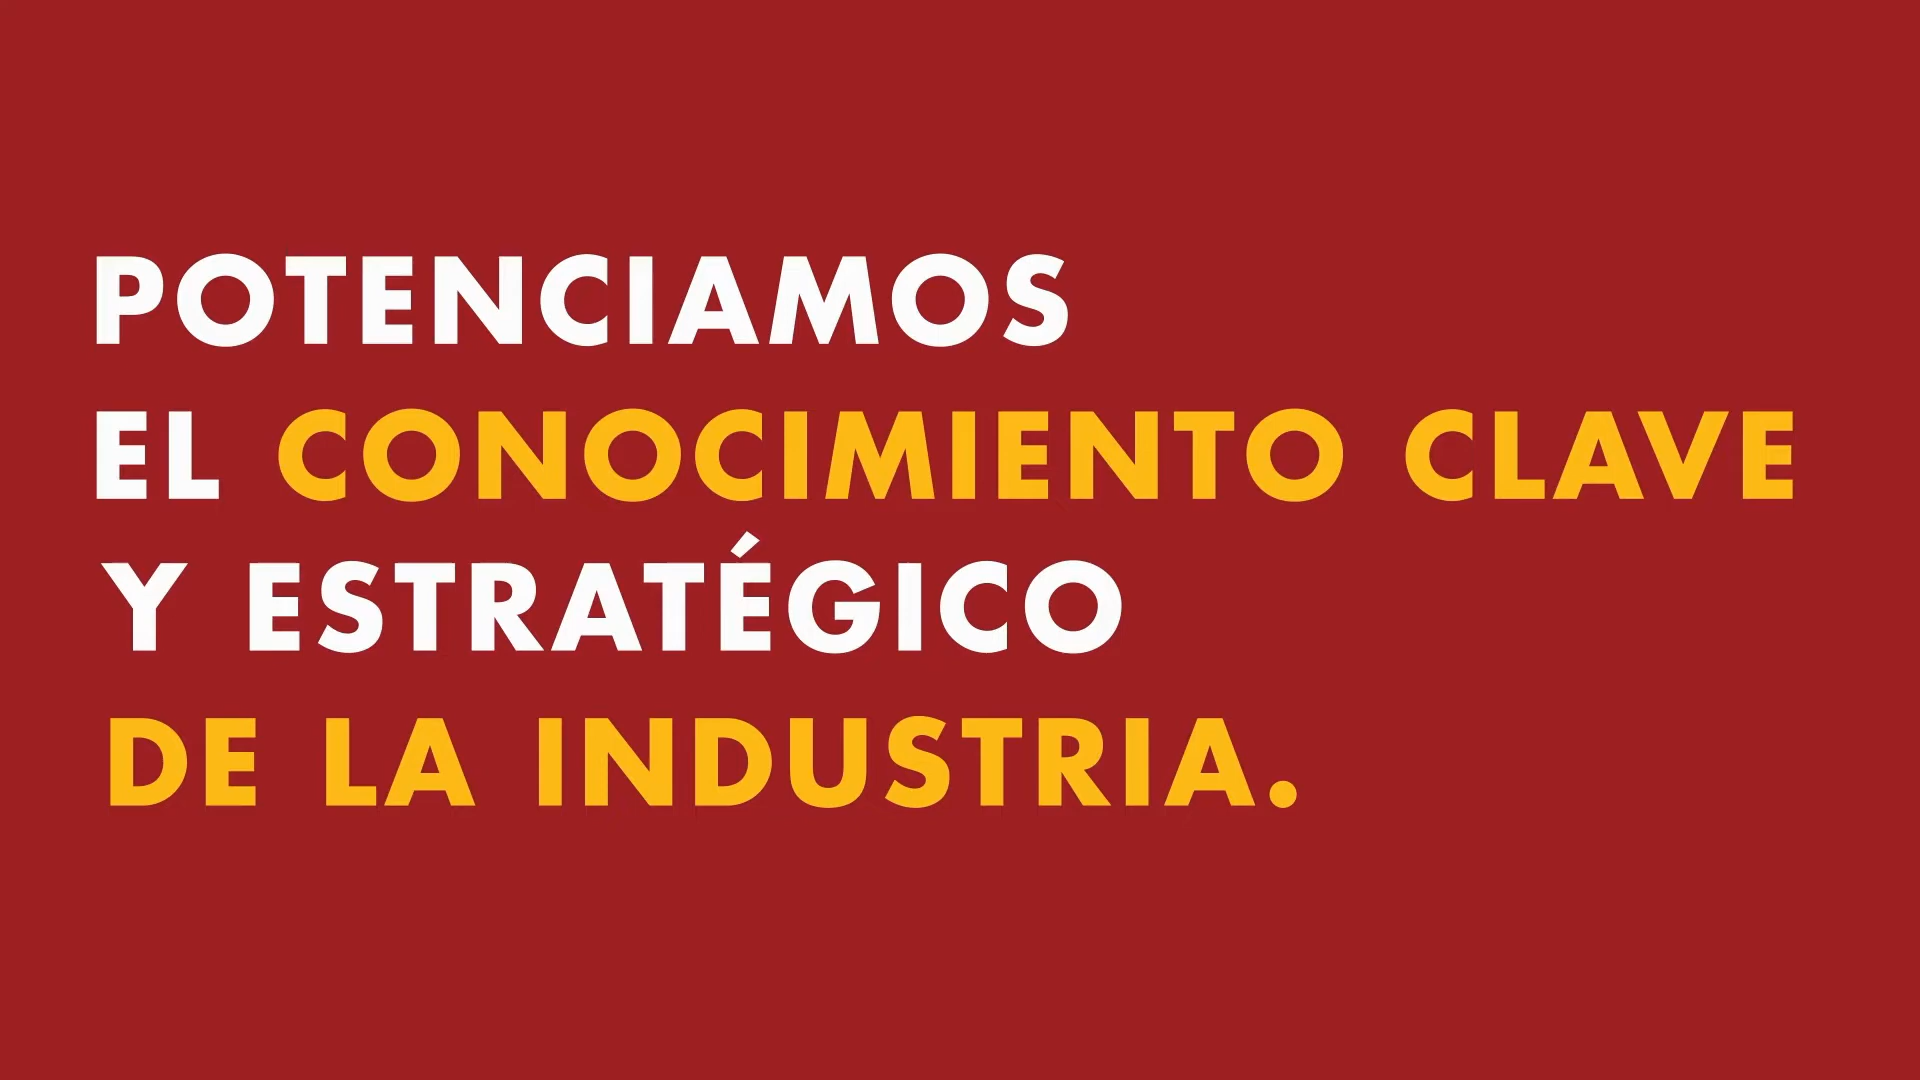 POTENCIAMOS
EL CONOCIMIENTO CLAVE
Y ESTRATÉGICO
DE LA INDUSTRIA.